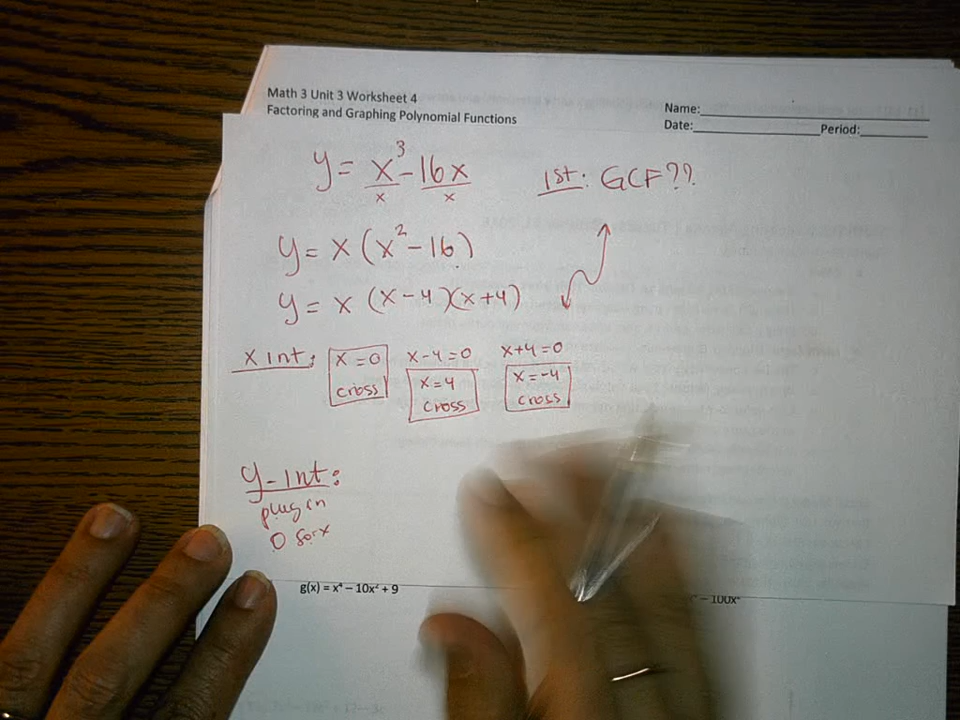 Math 3 Unit 3 Worksheet 4
Factoring and Graphing Polynomial Functions
Name:
Date: Period:
y = x³ - 16x
x x
1st: GCF??
y = x (x² - 16)
y = x (x - 4)(x + 4)
x int: x = 0 x - 4 = 0 x + 4 = 0
cross x = 4 x = -4
cross cross
y-int:
plug in
0 for x
g(x) = x⁴ – 10x² + 9
– 100x²